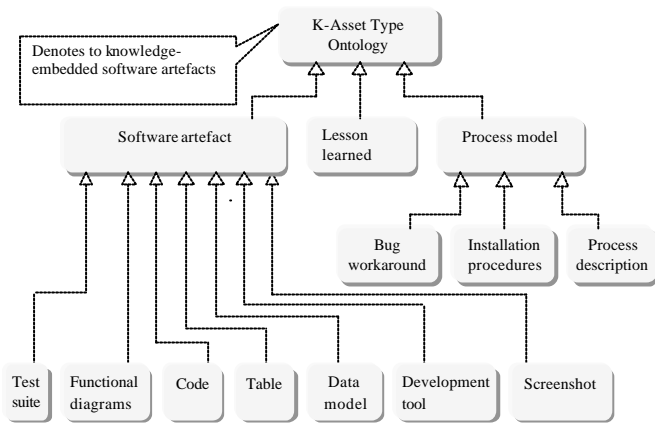 K-Asset Type
Ontology
Denotes to knowledge-
embedded software artefacts
Software artefact
Lesson
learned
Process model
Bug
workaround
Installation
procedures
Process
description
Test
suite
Functional
diagrams
Code
Table
Data
model
Development
tool
Screenshot